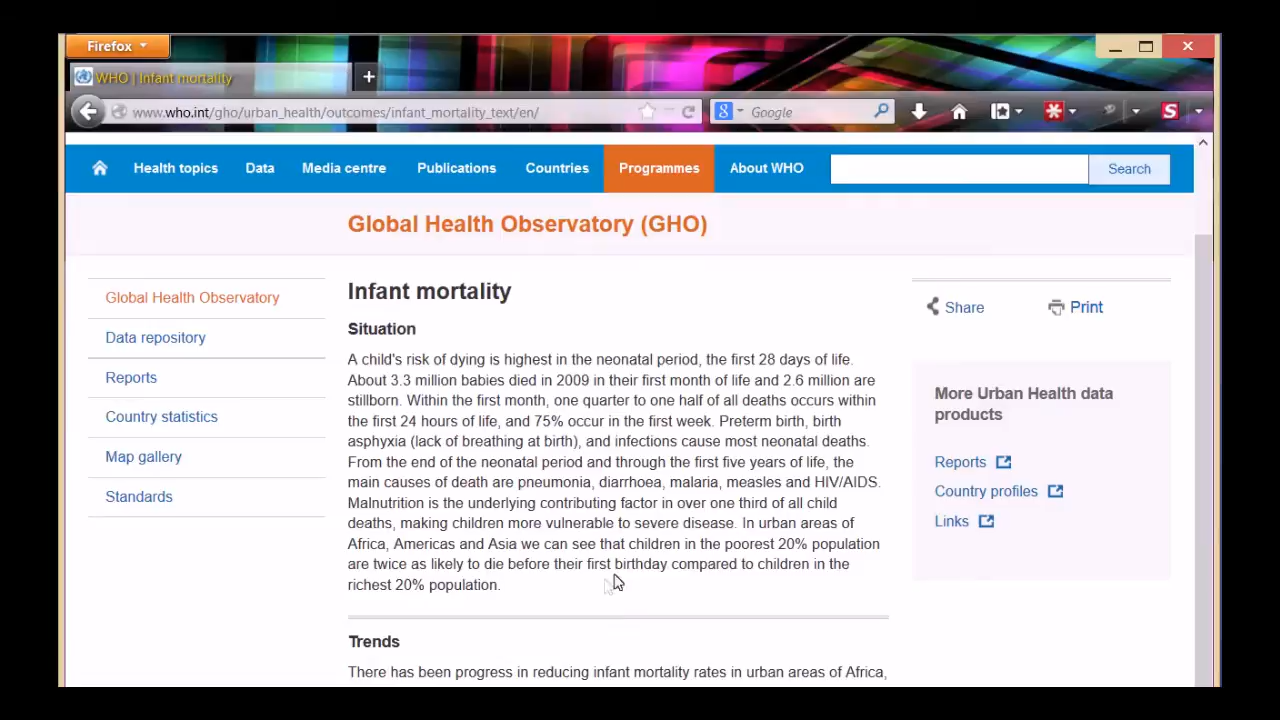 Firefox
WHO | Infant mortality
www.who.int/gho/urban_health/outcomes/infant_mortality_text/en/
Google
Health topics
Data
Media centre
Publications
Countries
Programmes
About WHO
Search
Global Health Observatory (GHO)
Global Health Observatory
Data repository
Reports
Country statistics
Map gallery
Standards
Infant mortality
Situation
A child's risk of dying is highest in the neonatal period, the first 28 days of life.
About 3.3 million babies died in 2009 in their first month of life and 2.6 million are
stillborn. Within the first month, one quarter to one half of all deaths occurs within
the first 24 hours of life, and 75% occur in the first week. Preterm birth, birth
asphyxia (lack of breathing at birth), and infections cause most neonatal deaths.
From the end of the neonatal period and through the first five years of life, the
main causes of death are pneumonia, diarrhoea, malaria, measles and HIV/AIDS.
Malnutrition is the underlying contributing factor in over one third of all child
deaths, making children more vulnerable to severe disease. In urban areas of
Africa, Americas and Asia we can see that children in the poorest 20% population
are twice as likely to die before their first birthday compared to children in the
richest 20% population.
Trends
There has been progress in reducing infant mortality rates in urban areas of Africa,
Share
Print
More Urban Health data
products
Reports
Country profiles
Links